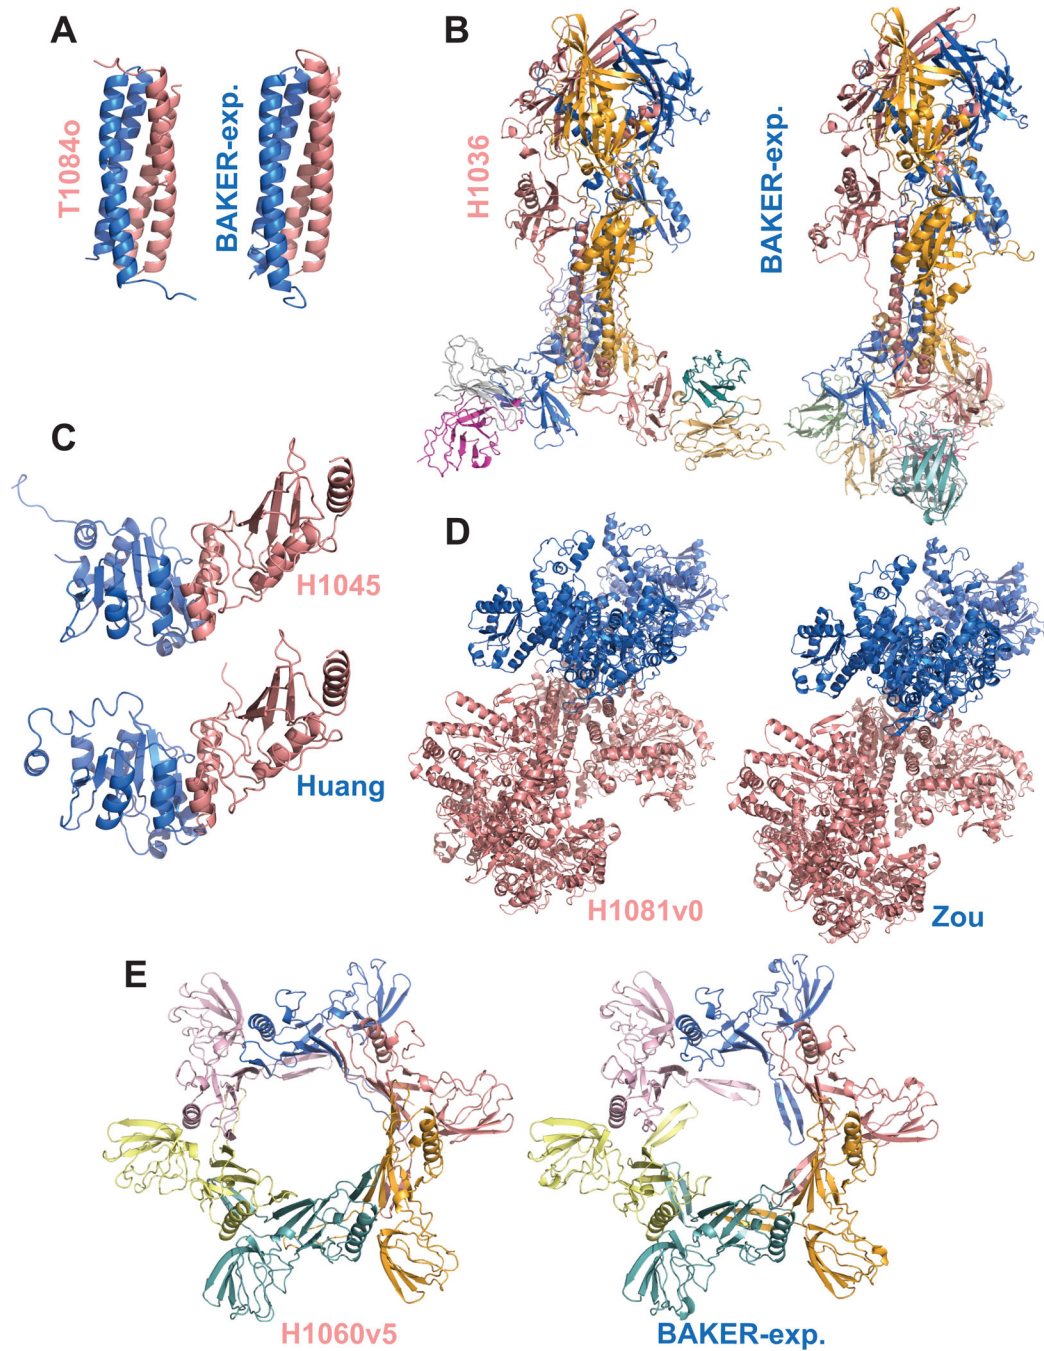 A
T1084o
BAKER-exp.
B
H1036
BAKER-exp.
C
H1045
Huang
D
H1081v0
Zou
E
H1060v5
BAKER-exp.